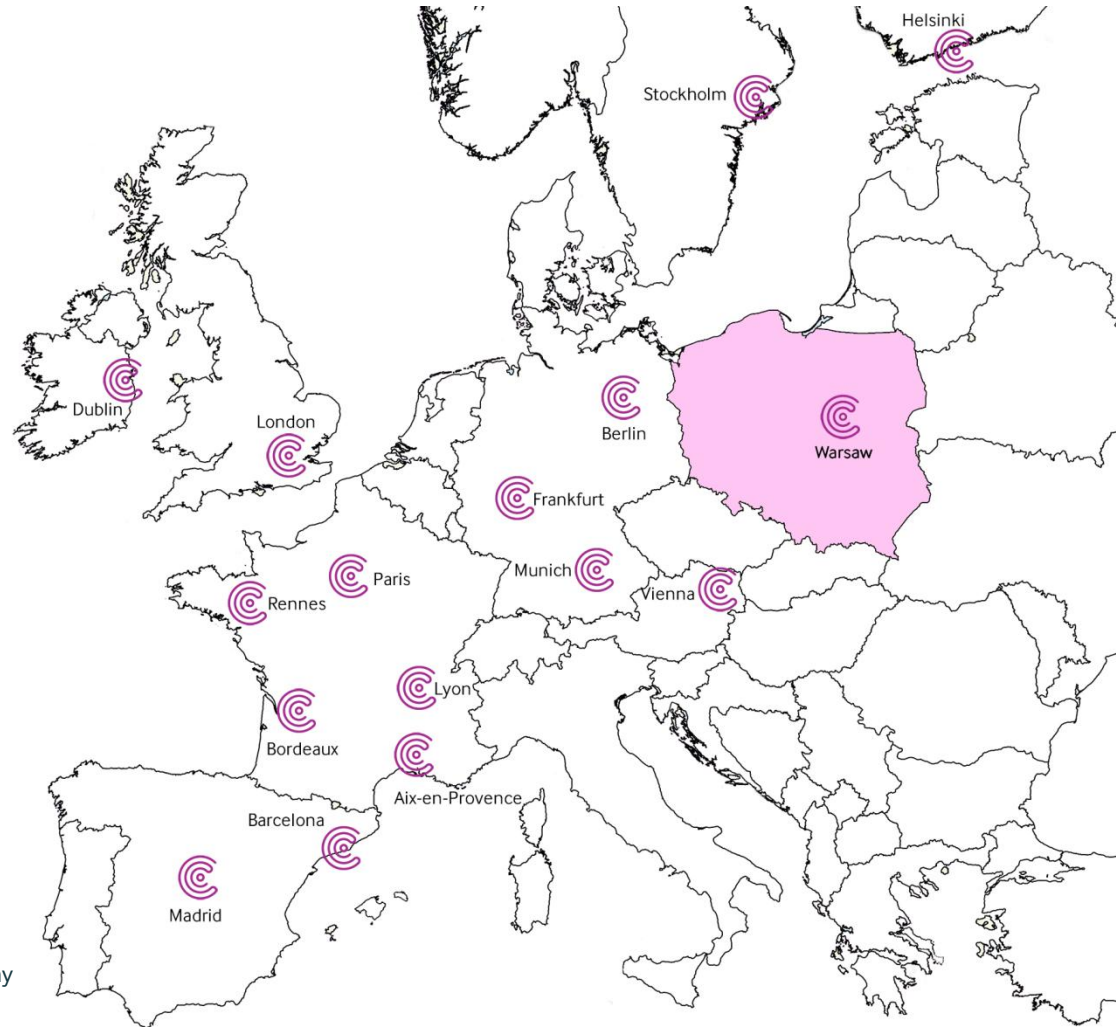 Helsinki
Stockholm
Dublin
London
Berlin
Warsaw
Frankfurt
Munich
Vienna
Paris
Rennes
Lyon
Bordeaux
Aix-en-Provence
Barcelona
Madrid